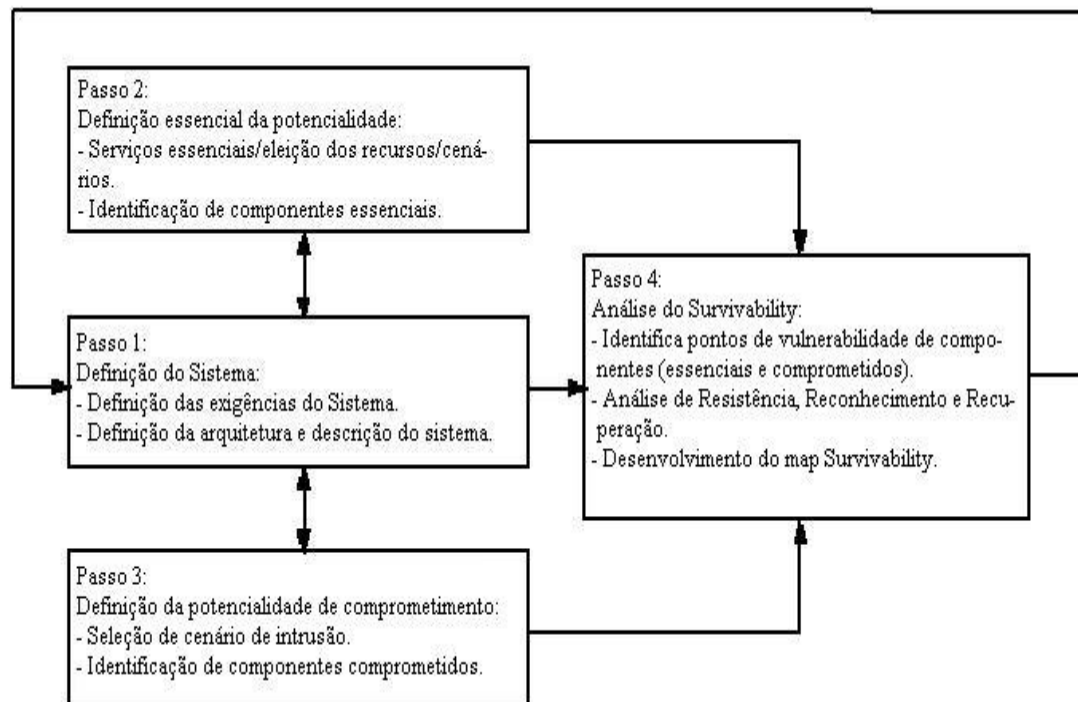 Passo 2:
Definição essencial da potencialidade:
- Serviços essenciais/eleição dos recursos/cená-
rios.
- Identificação de componentes essenciais.
Passo 1:
Definição do Sistema:
- Definição das exigências do Sistema.
- Definição da arquitetura e descrição do sistema.
Passo 3:
Definição da potencialidade de comprometimento:
- Seleção de cenário de intrusão.
- Identificação de componentes comprometidos.
Passo 4:
Análise do Survivability:
- Identifica pontos de vulnerabilidade de compo-
nentes (essenciais e comprometidos).
- Análise de Resistência, Reconhecimento e Recu-
peração.
- Desenvolvimento do map Survivability.